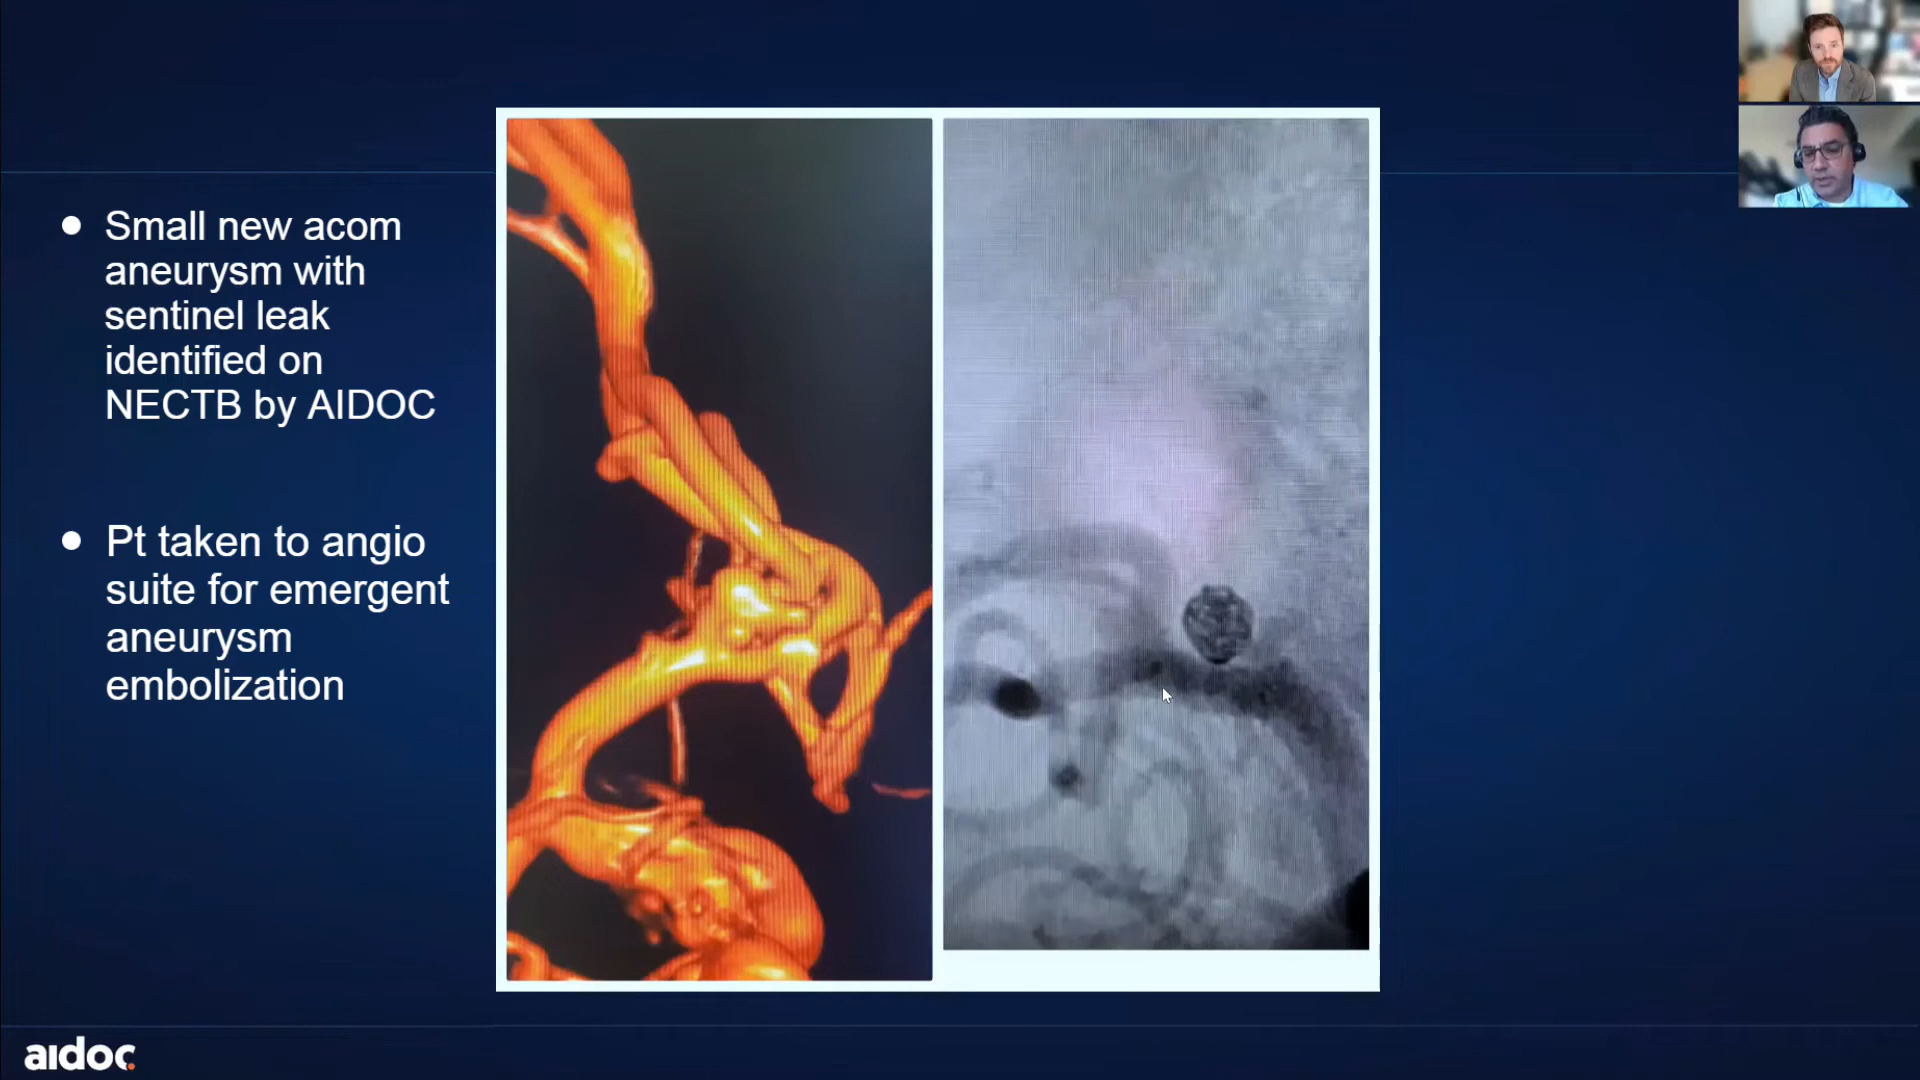 Small new acom
aneurysm with
sentinel leak
identified on
NECTB by AIDOC
Pt taken to angio
suite for emergent
aneurysm
embolization
aidoc.